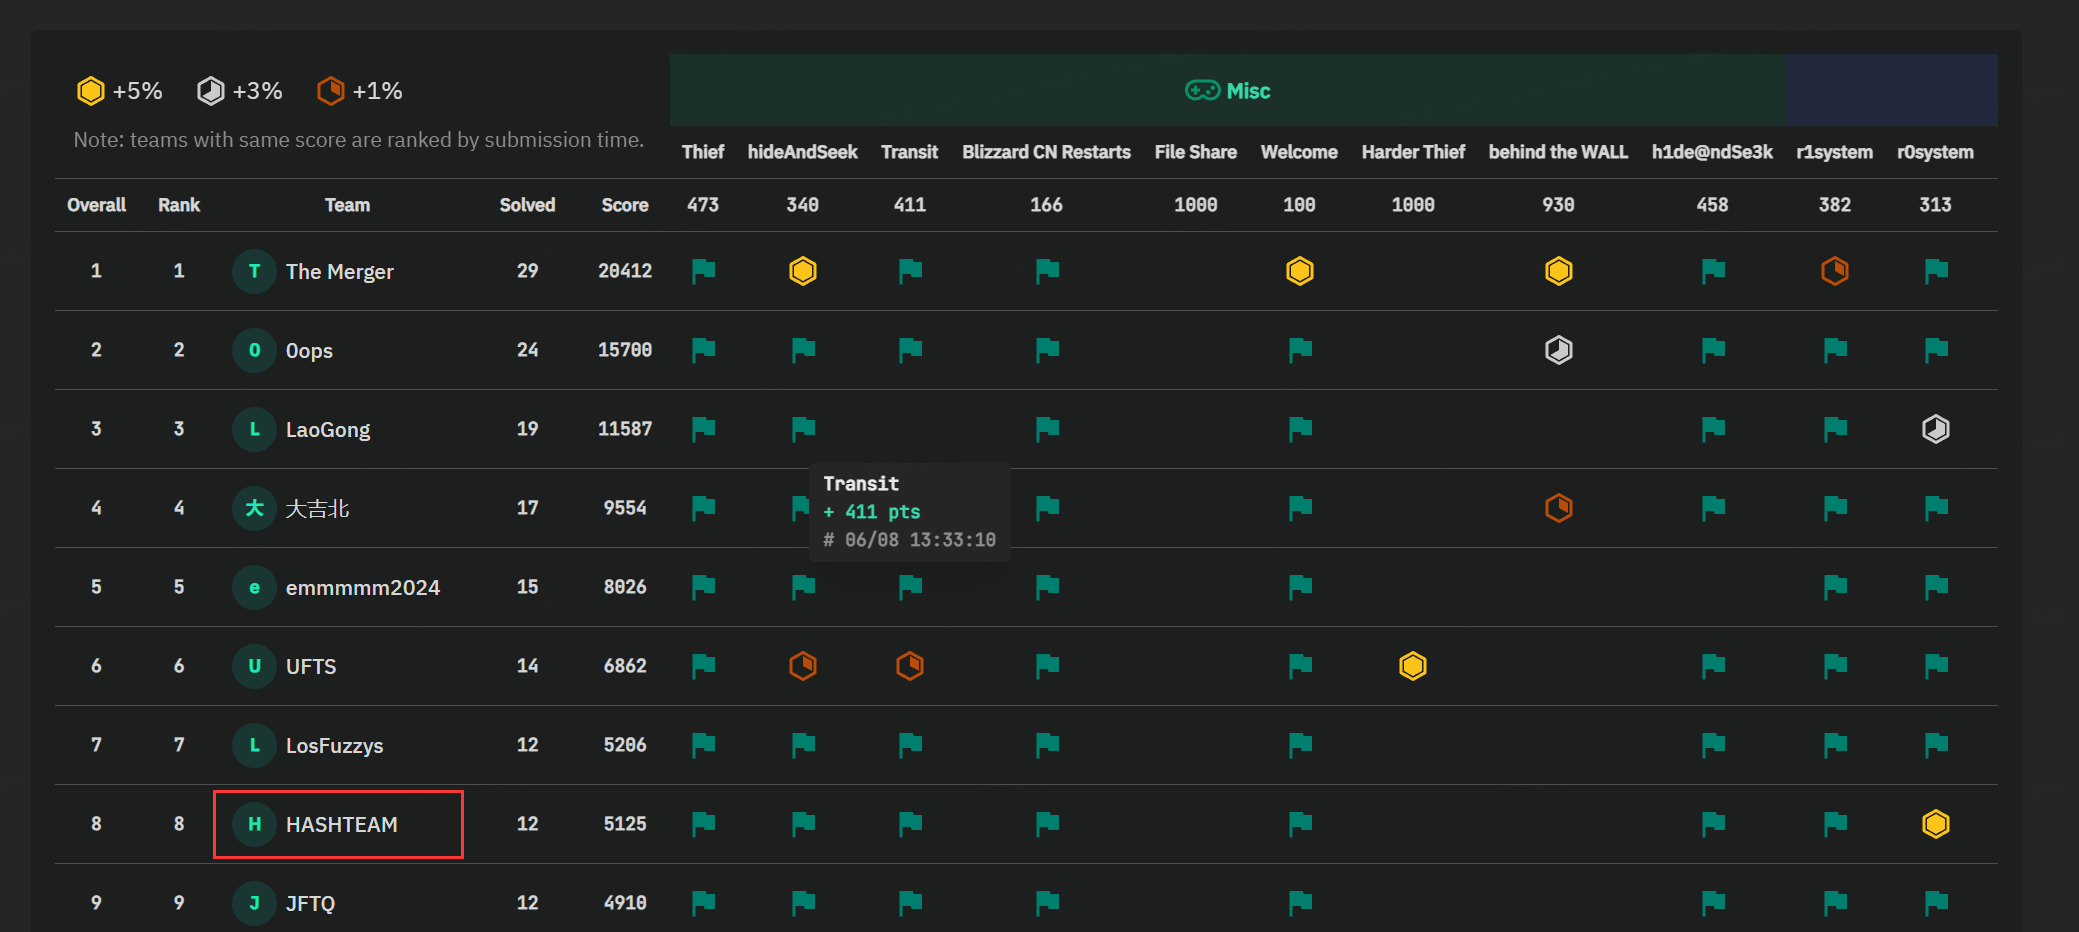 +5% +3% +1%
Misc
Note: teams with same score are ranked by submission time.
Thief hideAndSeek Transit Blizzard CN Restarts File Share Welcome Harder Thief behind the WALL h1de@ndSe3k r1system r0system
Overall Rank Team Solved Score 473 340 411 166 1000 100 1000 930 458 382 313
1 1 T The Merger 29 20412
2 2 0 0ops 24 15700
3 3 L LaoGong 19 11587
Transit
4 4 大 大吉北 17 9554
+ 411 pts
# 06/08 13:33:10
5 5 e emmmmm2024 15 8026
6 6 U UFTS 14 6862
7 7 L LosFuzzys 12 5206
8 8 H HASHTEAM 12 5125
9 9 J JFTQ 12 4910